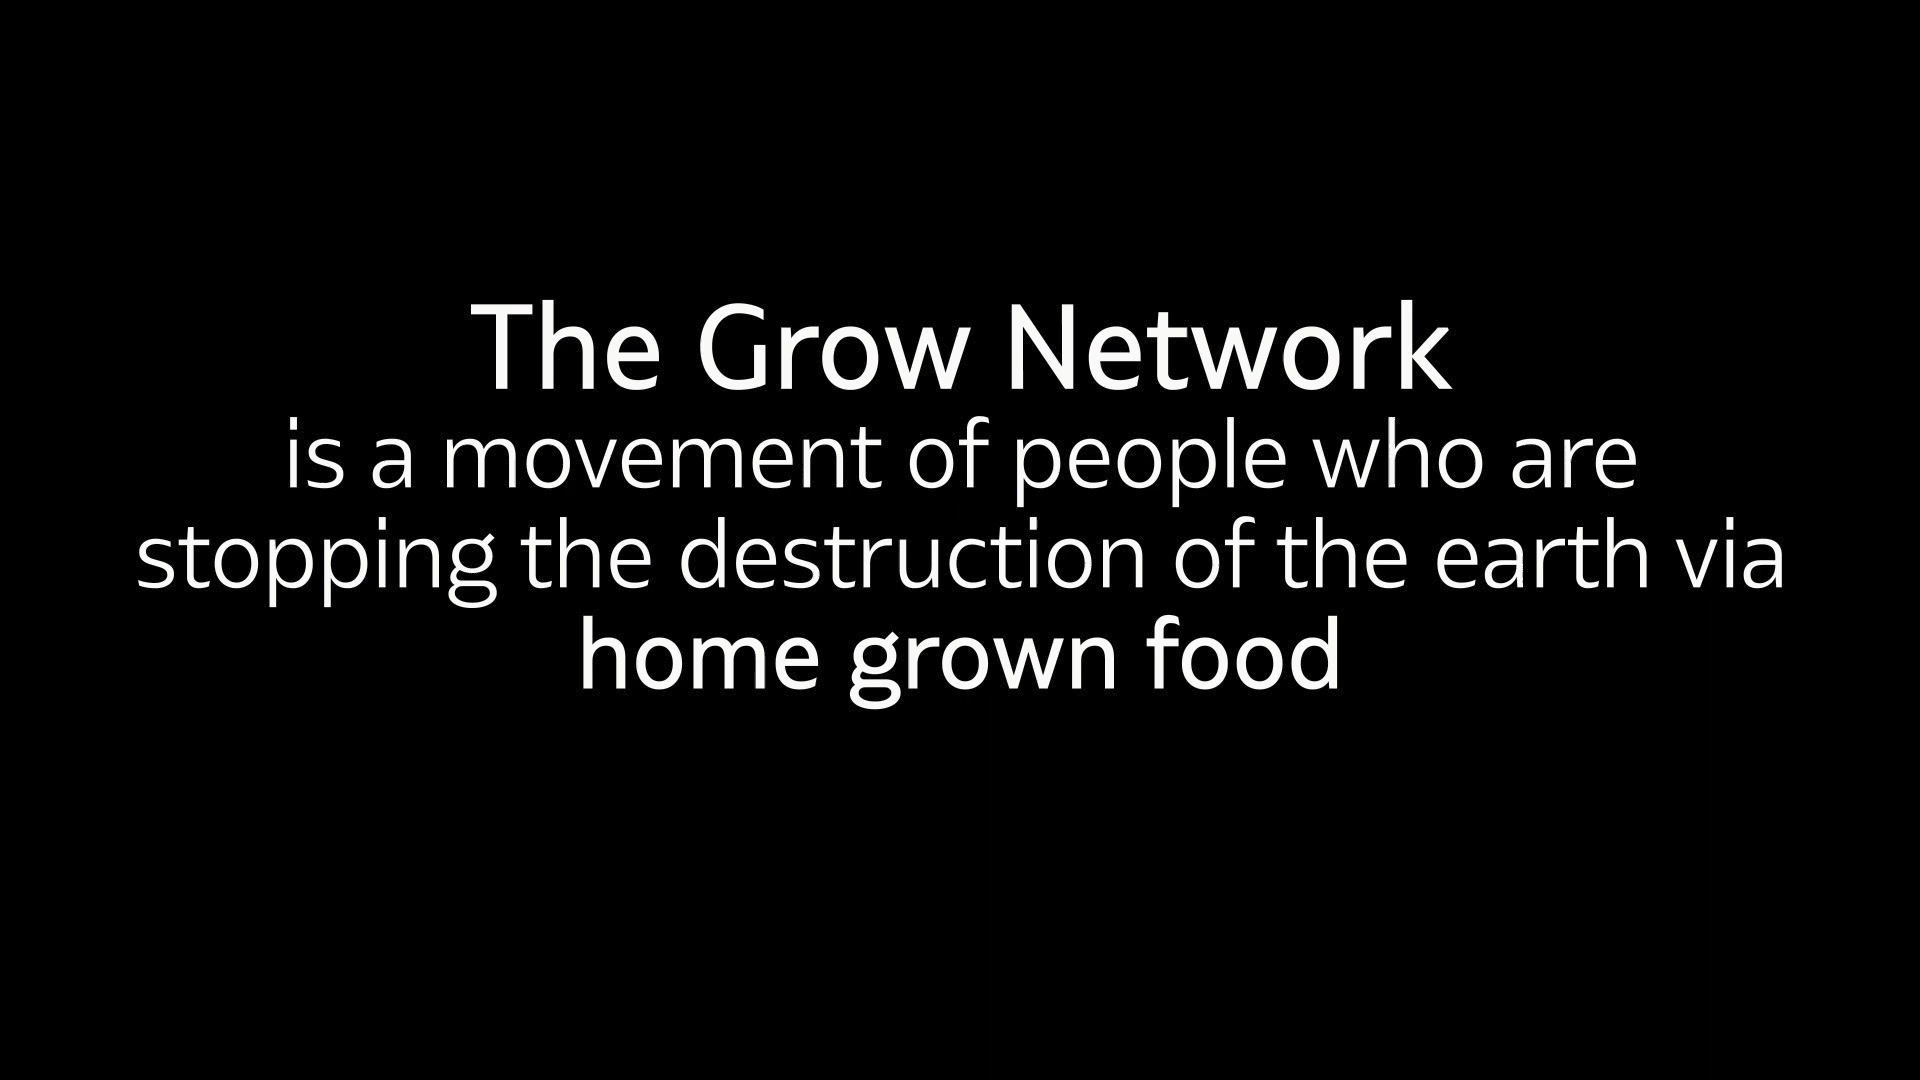 The Grow Network
is a movement of people who are
stopping the destruction of the earth via
home grown food